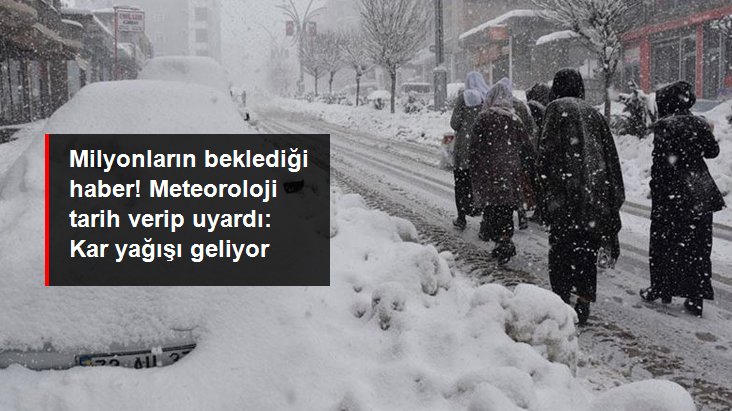 Milyonların beklediği
haber! Meteoroloji
tarih verip uyardı:
Kar yağışı geliyor